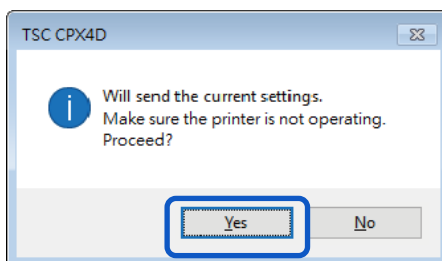 TSC CPX4D
Will send the current settings.
Make sure the printer is not operating.
Proceed?
Yes
No